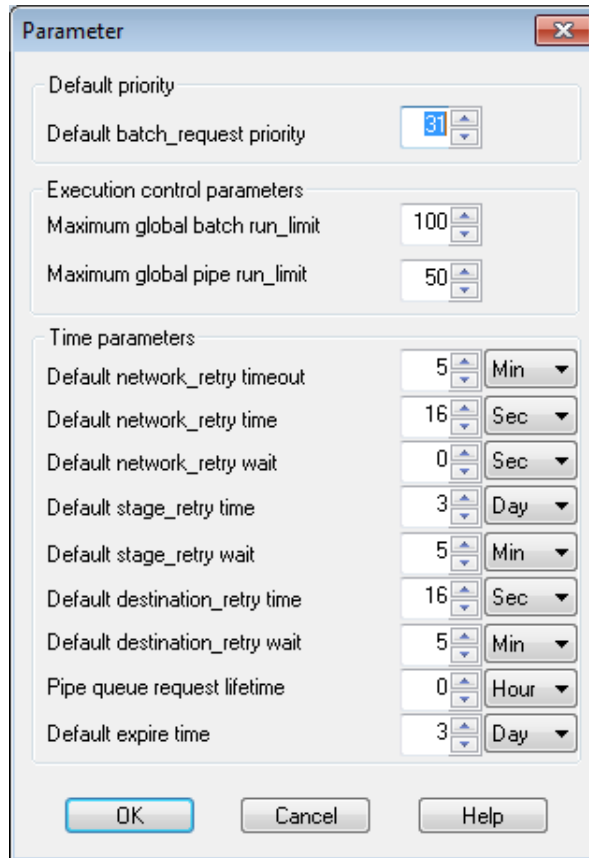 Parameter
Default priority
Default batch_request priority 31
Execution control parameters
Maximum global batch run_limit 100
Maximum global pipe run_limit 50
Time parameters
Default network_retry timeout 5 Min
Default network_retry time 16 Sec
Default network_retry wait 0 Sec
Default stage_retry time 3 Day
Default stage_retry wait 5 Min
Default destination_retry time 16 Sec
Default destination_retry wait 5 Min
Pipe queue request lifetime 0 Hour
Default expire time 3 Day
OK Cancel Help